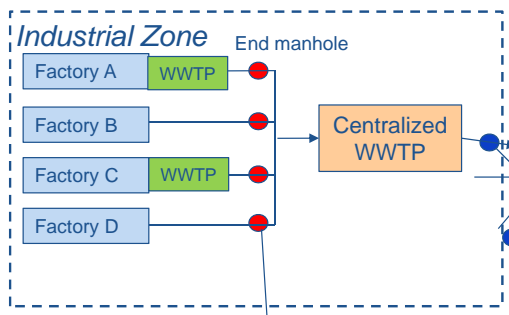 Industrial Zone
End manhole
Factory A
WWTP
Factory B
Centralized
WWTP
Factory C
WWTP
Factory D